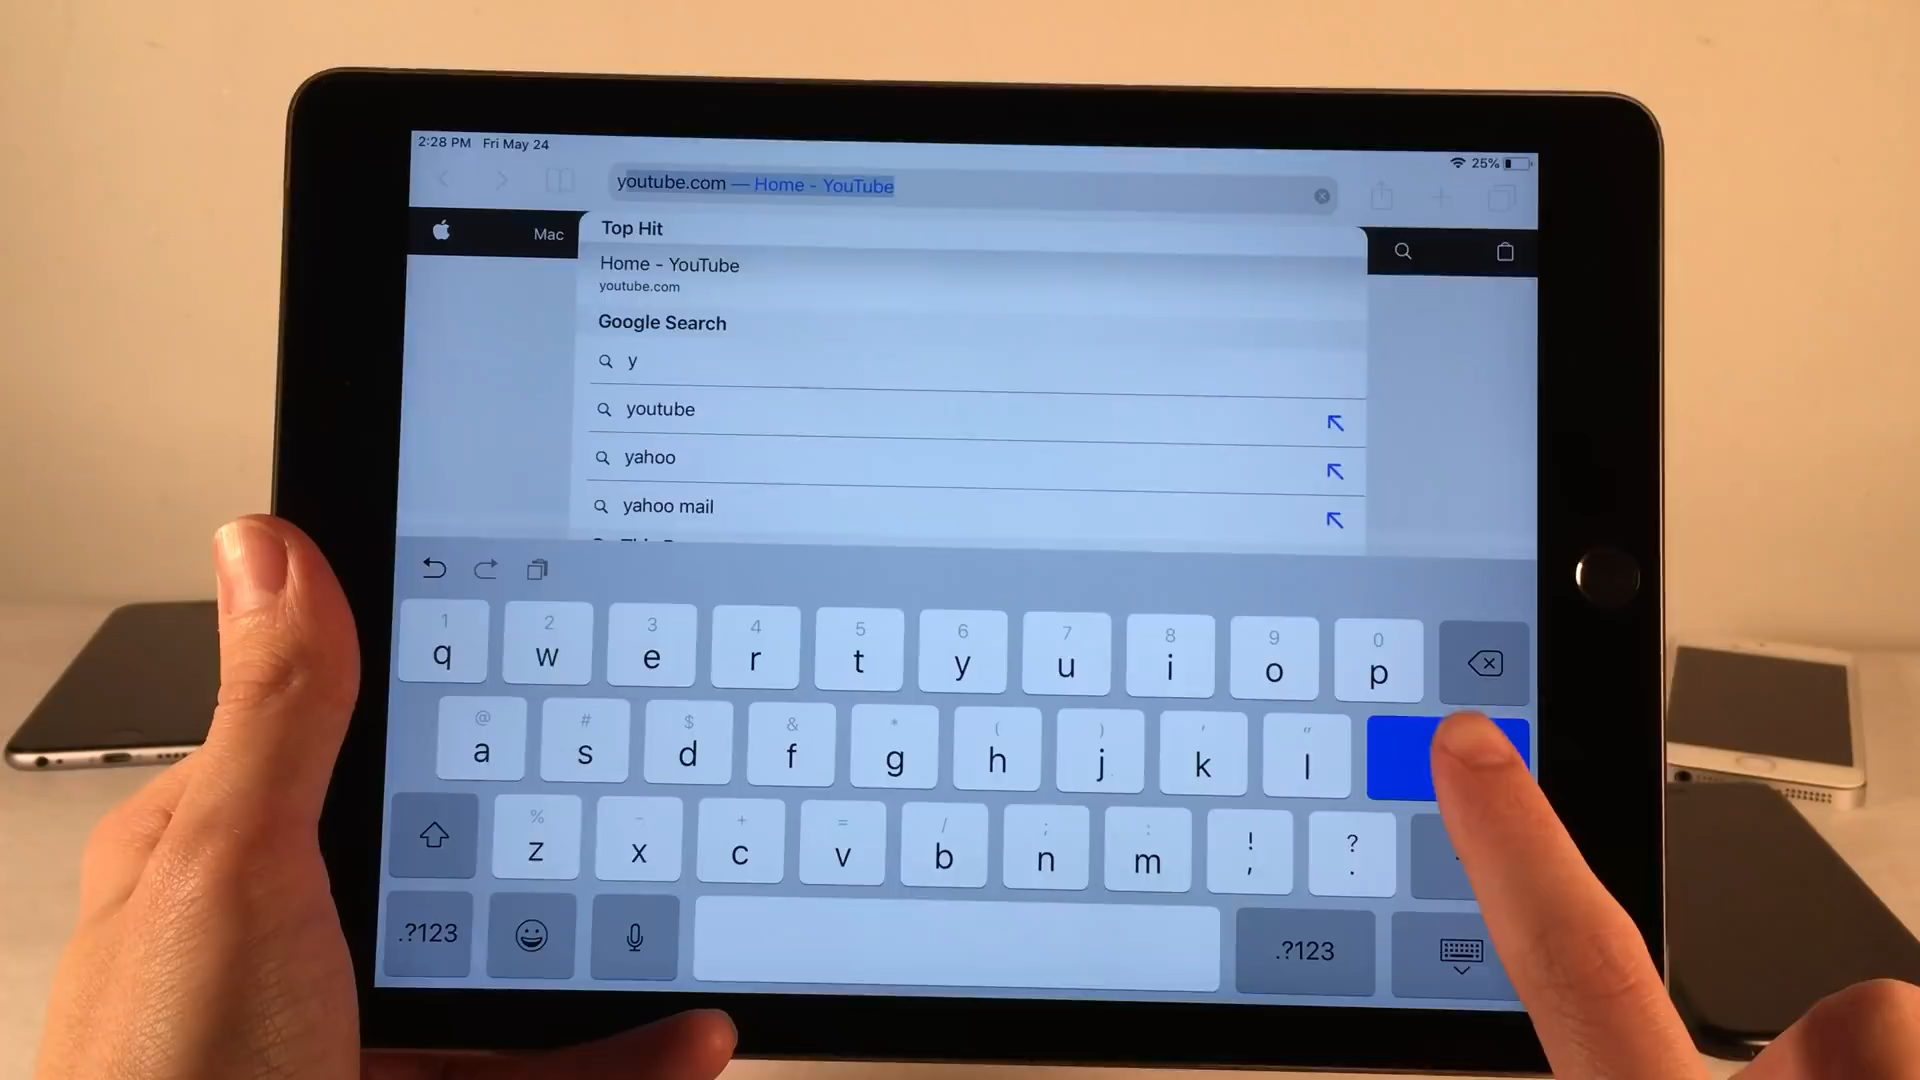 2:28 PM Fri May 24
25%
youtube.com — Home - YouTube
Mac
Top Hit
Home - YouTube
youtube.com
Google Search
y
youtube
yahoo
yahoo mail
1 2 3 4 5 6 7 8 9 0
q w e r t y u i o p
@ # $ & * ( ) ' "
a s d f g h j k l
% - + = / ; : ! ?
z x c v b n m , .
.?123
.?123